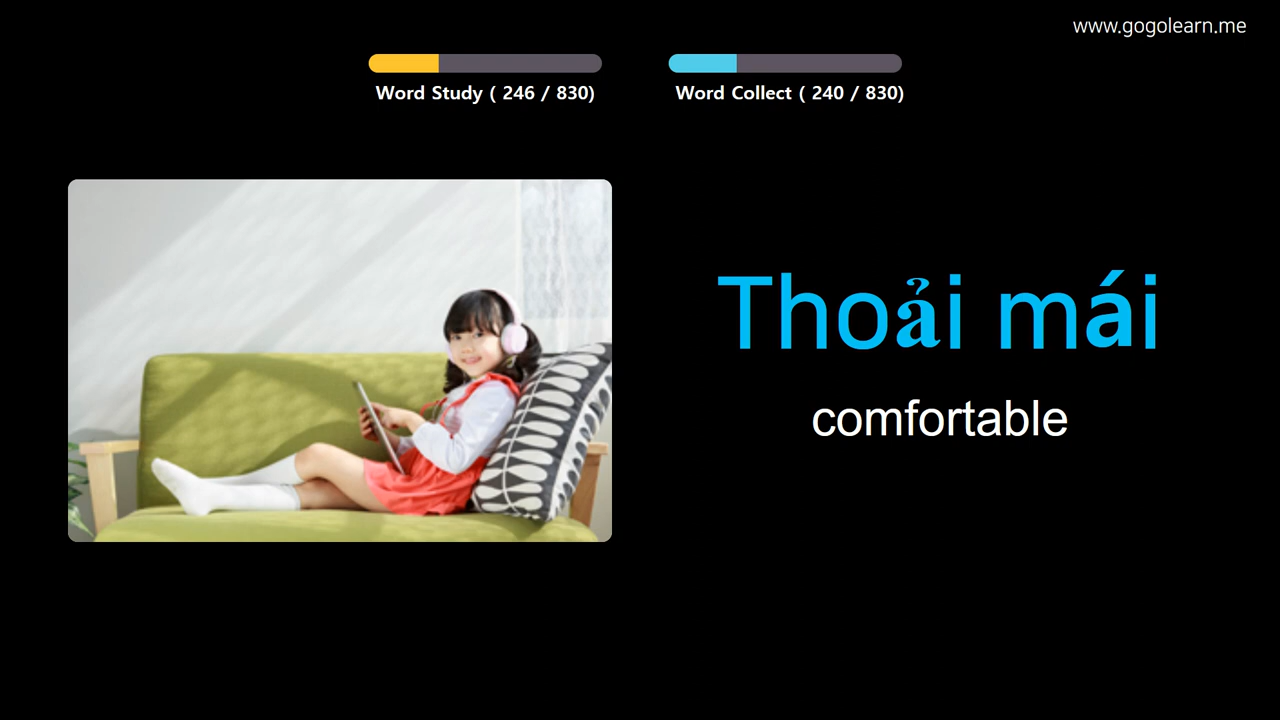 www.gogolearn.me
Word Study ( 246 / 830)
Word Collect ( 240 / 830)
Thoải mái
comfortable